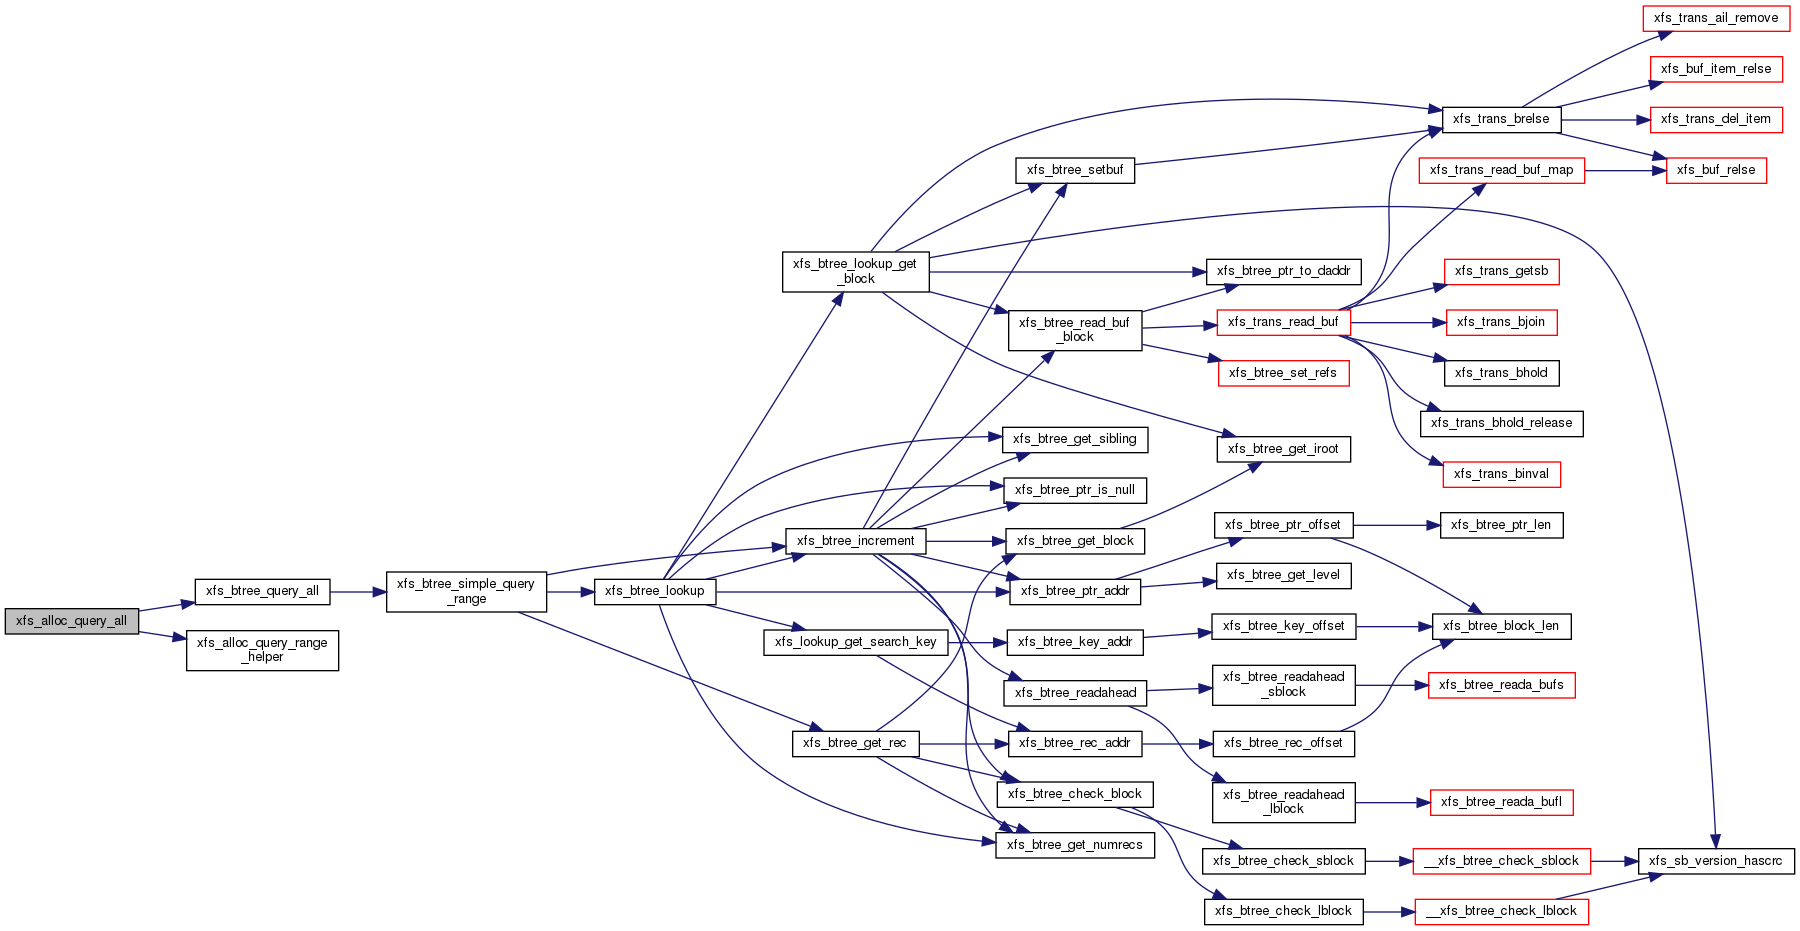 xfs_alloc_query_all
xfs_btree_query_all
xfs_alloc_query_range
_helper
xfs_btree_simple_query
_range
xfs_btree_lookup
xfs_btree_lookup_get
_block
xfs_btree_increment
xfs_lookup_get_search_key
xfs_btree_get_rec
xfs_btree_setbuf
xfs_btree_read_buf
_block
xfs_btree_get_sibling
xfs_btree_ptr_is_null
xfs_btree_get_block
xfs_btree_ptr_addr
xfs_btree_key_addr
xfs_btree_readahead
xfs_btree_rec_addr
xfs_btree_check_block
xfs_btree_get_numrecs
xfs_btree_ptr_to_daddr
xfs_trans_read_buf
xfs_btree_set_refs
xfs_btree_get_iroot
xfs_btree_ptr_offset
xfs_btree_get_level
xfs_btree_key_offset
xfs_btree_readahead
_sblock
xfs_btree_rec_offset
xfs_btree_readahead
_lblock
xfs_btree_check_sblock
xfs_btree_check_lblock
xfs_trans_brelse
xfs_trans_read_buf_map
xfs_trans_getsb
xfs_trans_bjoin
xfs_trans_bhold
xfs_trans_bhold_release
xfs_trans_binval
xfs_btree_ptr_len
xfs_btree_block_len
xfs_btree_reada_bufs
xfs_btree_reada_bufl
__xfs_btree_check_sblock
__xfs_btree_check_lblock
xfs_trans_ail_remove
xfs_buf_item_relse
xfs_trans_del_item
xfs_buf_relse
xfs_sb_version_hascrc